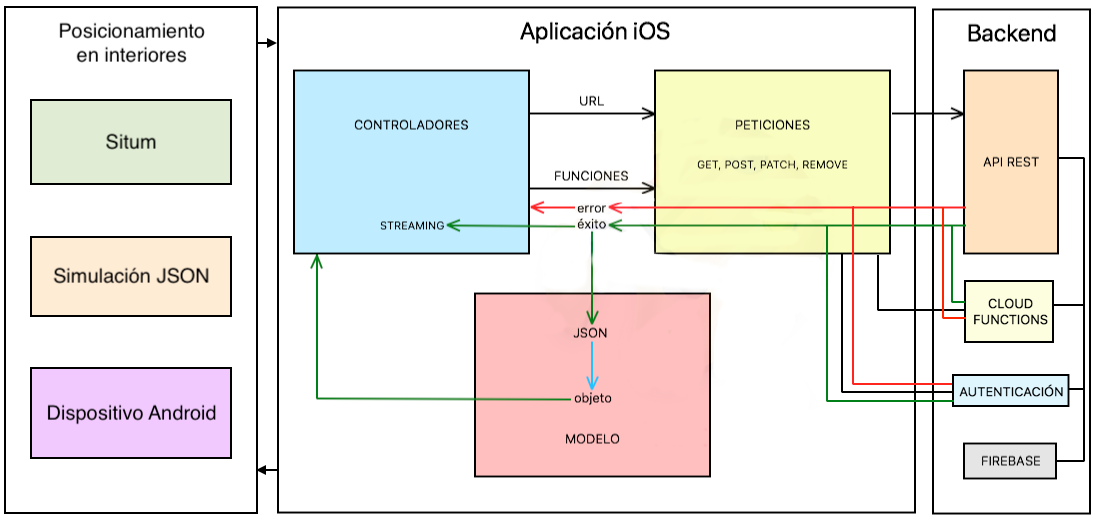 Posicionamiento
en interiores
Situm
Simulación JSON
Dispositivo Android
Aplicación iOS
CONTROLADORES
STREAMING
URL
FUNCIONES
error
éxito
PETICIONES
GET, POST, PATCH, REMOVE
JSON
objeto
MODELO
Backend
API REST
CLOUD
FUNCTIONS
AUTENTICACIÓN
FIREBASE